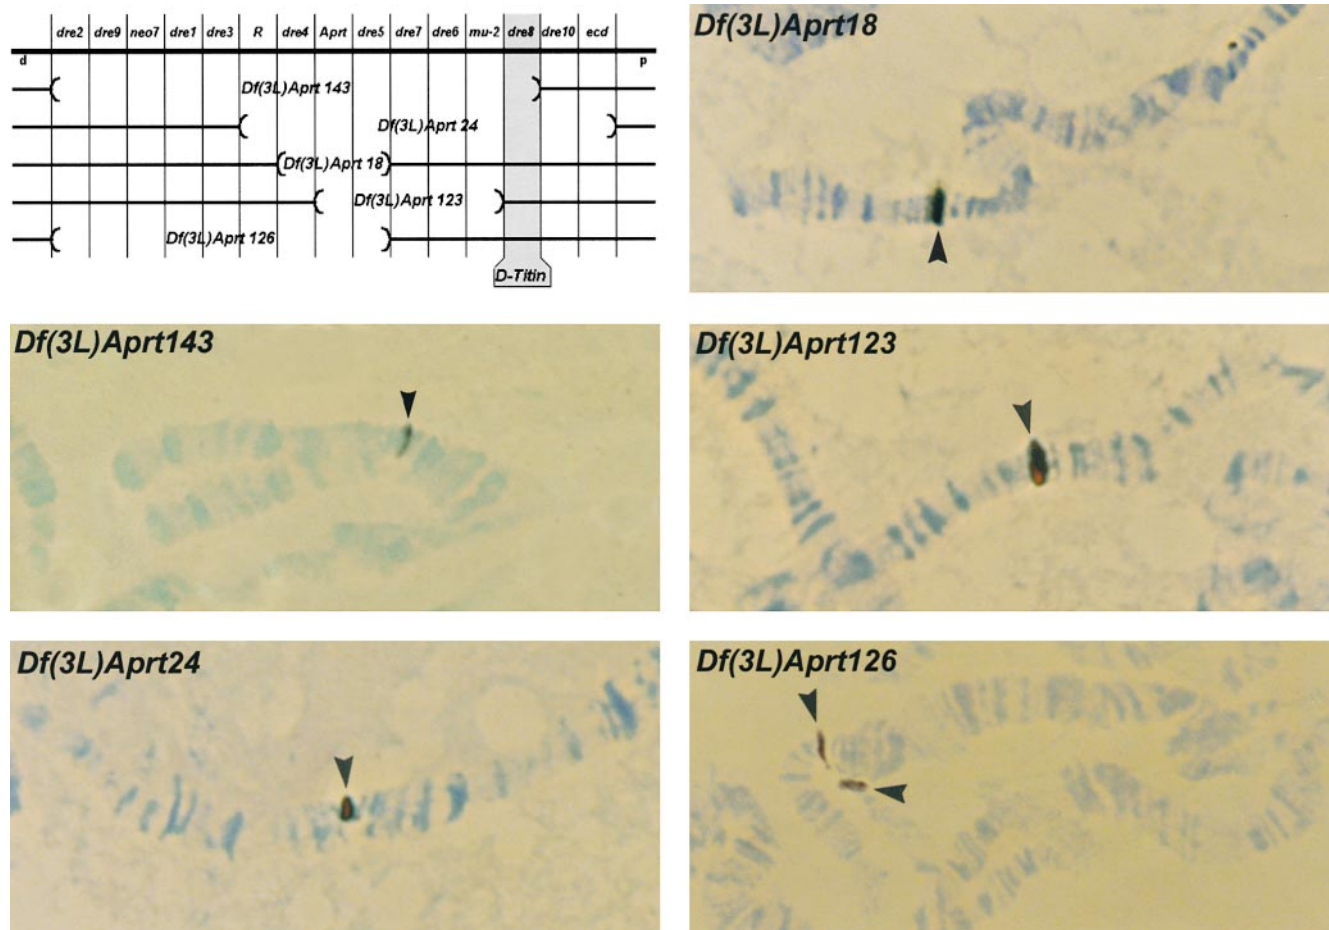 dre2 dre9 neo7 dre1 dre3 R dre4 Aprt dre5 dre7 dre6 mu-2 dre8 dre10 ecd
d p
Df(3L)Aprt 143
Df(3L)Aprt 24
Df(3L)Aprt 18
Df(3L)Aprt 123
Df(3L)Aprt 126
D-Titin
Df(3L)Aprt18
Df(3L)Aprt143
Df(3L)Aprt123
Df(3L)Aprt24
Df(3L)Aprt126